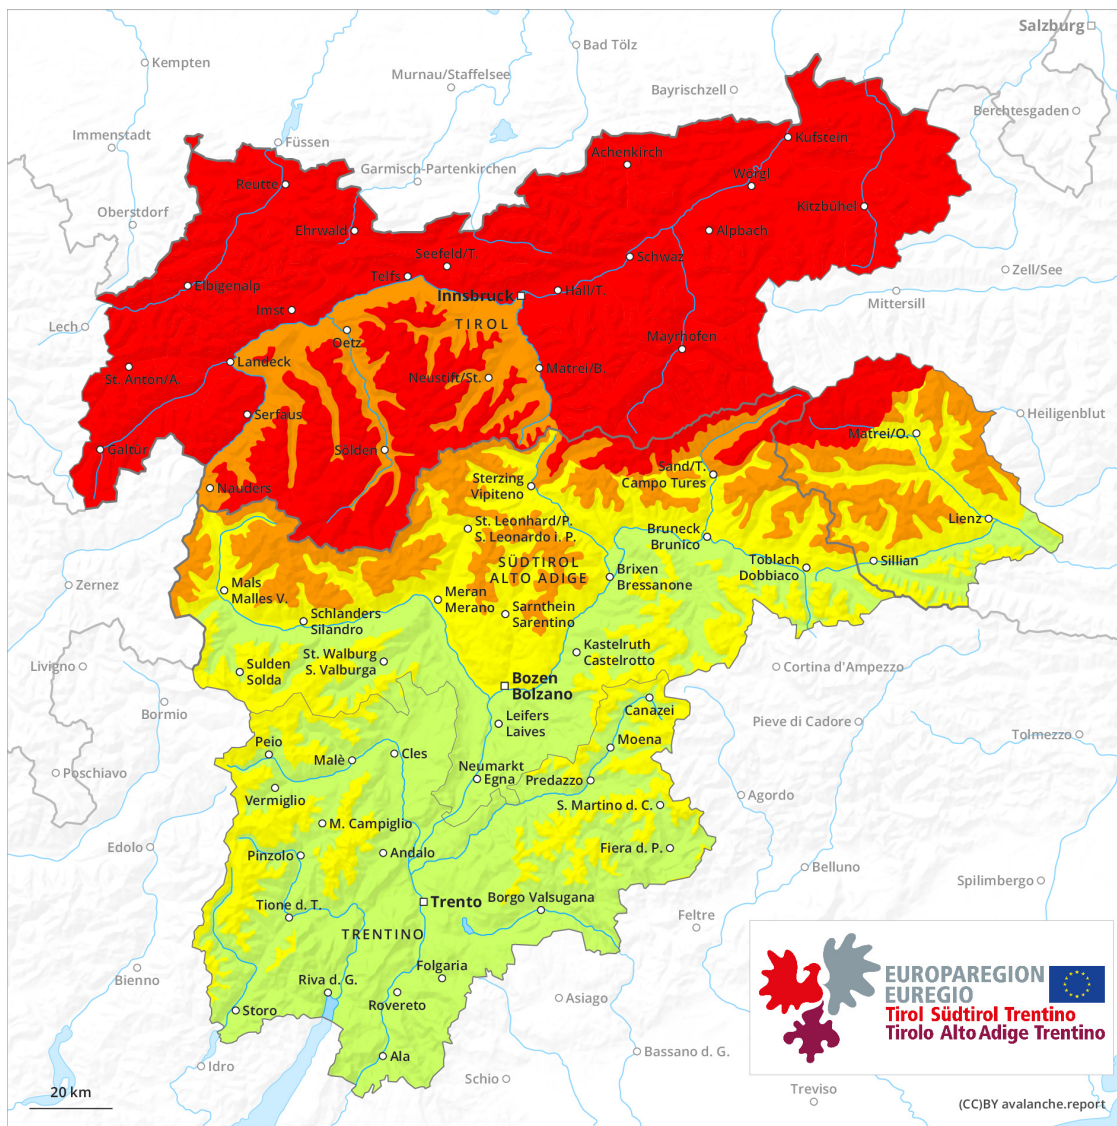 Salzburg
Bad Tölz
Kempten
Murnau/Staffelsee
Bayrischzell
Berchtesgaden
Immenstadt
Füssen
Kufstein
Achenkirch
Garmisch-Partenkirchen
Wörgl
Reutte
Oberstdorf
Kitzbühel
Ehrwald
Alpbach
Seefeld/T.
Schwaz
Zell/See
Telfs
Elbigenalp
Innsbruck
Hall/T.
Mittersill
Imst
Lech
TIROL
Oetz
Mayrhofen
Landeck
Matrei/B.
St. Anton/A.
Neustift/St.
Serfaus
Heiligenblut
Matrei/O.
Galtür
Sölden
Sand/T.
Campo Tures
Sterzing
Vipiteno
Nauders
St. Leonhard/P.
S. Leonardo i. P.
Lienz
Bruneck
Brunico
SÜDTIROL
ALTO ADIGE
Toblach
Dobbiaco
Sillian
Brixen
Bressanone
Zernez
Mals
Malles V.
Meran
Merano
Sarnthein
Sarentino
Schlanders
Silandro
Kastelruth
Castelrotto
St. Walburg
S. Valburga
Livigno
Sulden
Solda
Cortina d'Ampezzo
Bozen
Bolzano
Canazei
Bormio
Leifers
Laives
Pieve di Cadore
Tolmezzo
Moena
Peio
Cles
Malè
Neumarkt
Egna
Predazzo
Poschiavo
Vermiglio
Agordo
S. Martino d. C.
M. Campiglio
Edolo
Fiera d. P.
Pinzolo
Andalo
Belluno
Spilimbergo
Trento
Borgo Valsugana
Tione d. T.
Feltre
TRENTINO
Folgaria
Bienno
Riva d. G.
Rovereto
Asiago
Storo
EUROPAREGION
EUREGIO
Tirol Südtirol Trentino
Tirolo Alto Adige Trentino
Ala
Bassano d. G.
Idro
Schio
Treviso
20 km
(CC)BY avalanche.report